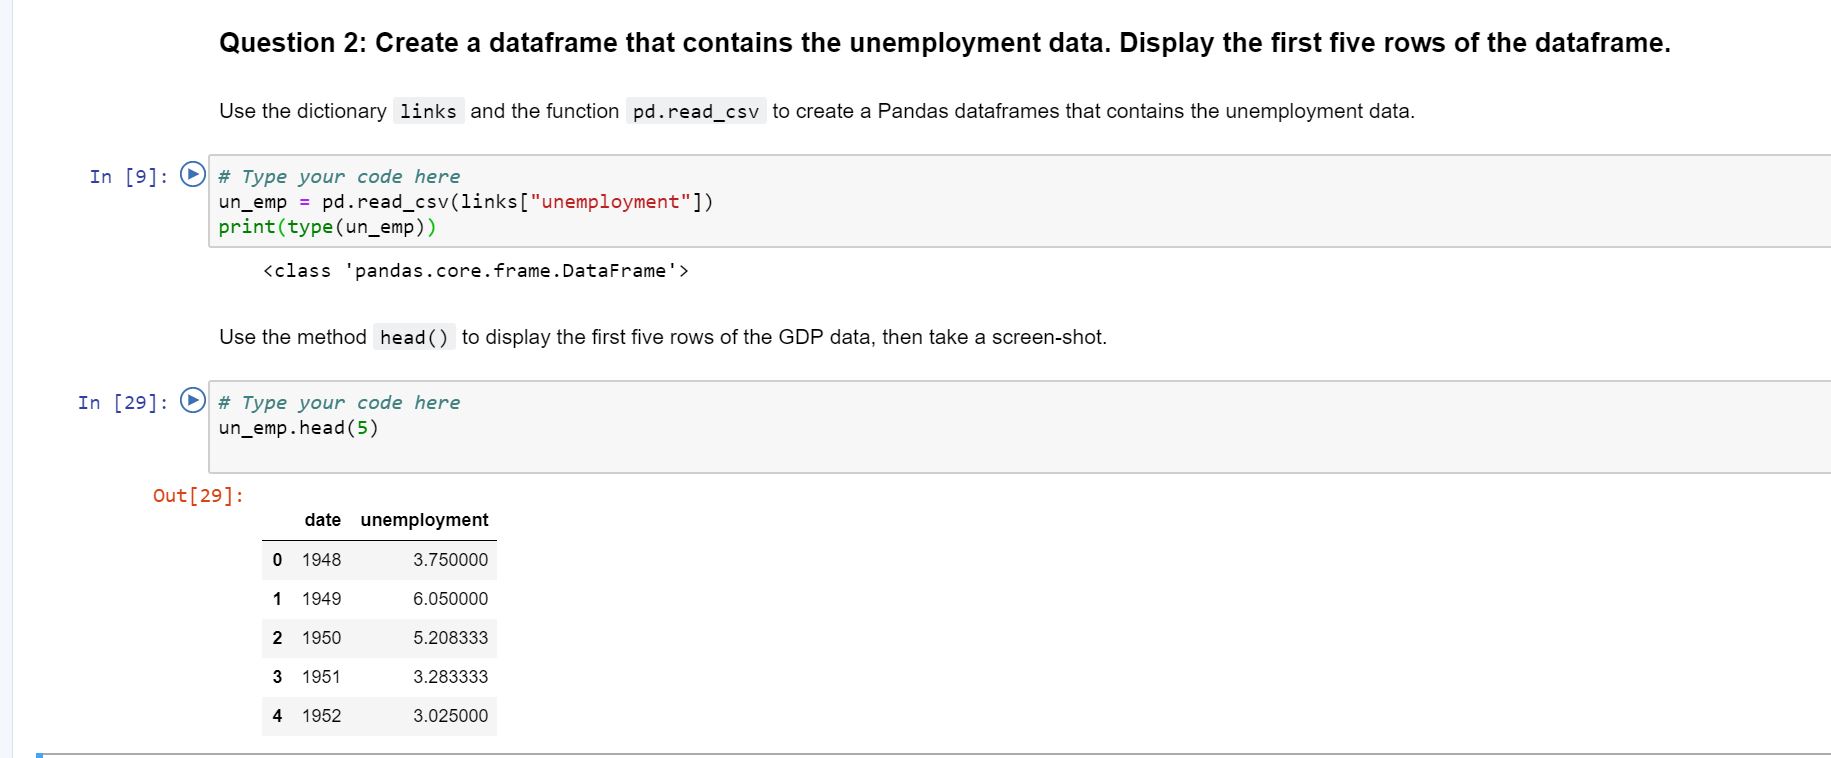 Question 2: Create a dataframe that contains the unemployment data. Display the first five rows of the dataframe.
Use the dictionary links and the function pd.read_csv to create a Pandas dataframes that contains the unemployment data.
In [9]: # Type your code here
un_emp = pd.read_csv(links["unemployment"])
print(type(un_emp))
<class 'pandas.core.frame.DataFrame'>
Use the method head() to display the first five rows of the GDP data, then take a screen-shot.
In [29]: # Type your code here
un_emp.head(5)
Out[29]:
date unemployment
0 1948 3.750000
1 1949 6.050000
2 1950 5.208333
3 1951 3.283333
4 1952 3.025000